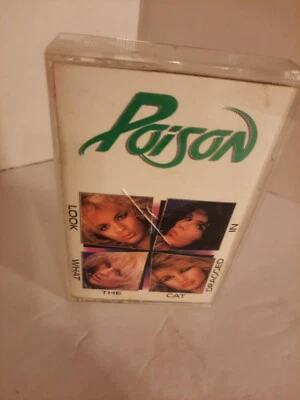 Poison
LOOK
WHAT
THE
CAT
DRAGGED
IN